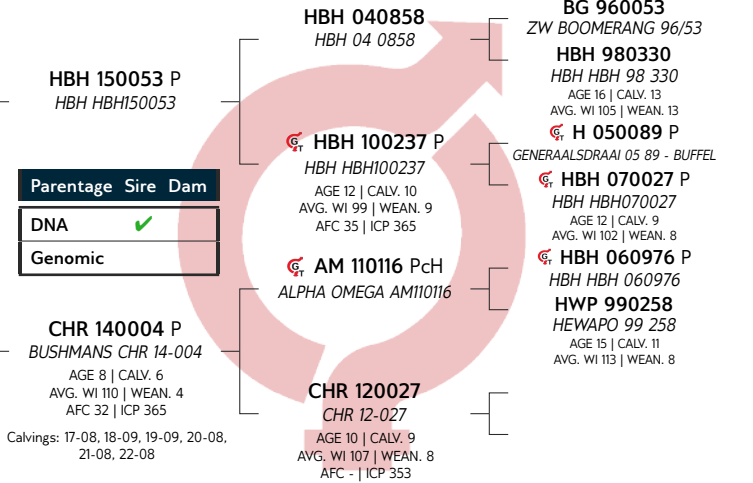 HBH 150053 P
HBH HBH150053
Parentage Sire Dam
DNA ✔
Genomic
CHR 140004 P
BUSHMANS CHR 14-004
AGE 8 | CALV. 6
AVG. WI 110 | WEAN. 4
AFC 32 | ICP 365
Calvings: 17-08, 18-09, 19-09, 20-08,
21-08, 22-08
HBH 040858
HBH 04 0858
GT HBH 100237 P
HBH HBH100237
AGE 12 | CALV. 10
AVG. WI 99 | WEAN. 9
AFC 35 | ICP 365
GT AM 110116 PcH
ALPHA OMEGA AM110116
CHR 120027
CHR 12-027
AGE 10 | CALV. 9
AVG. WI 107 | WEAN. 8
AFC - | ICP 353
BG 960053
ZW BOOMERANG 96/53
HBH 980330
HBH HBH 98 330
AGE 16 | CALV. 13
AVG. WI 105 | WEAN. 13
GT H 050089 P
GENERAALSDRAAI 05 89 - BUFFEL
GT HBH 070027 P
HBH HBH070027
AGE 12 | CALV. 9
AVG. WI 102 | WEAN. 8
GT HBH 060976 P
HBH HBH 060976
HWP 990258
HEWAPO 99 258
AGE 15 | CALV. 11
AVG. WI 113 | WEAN. 8